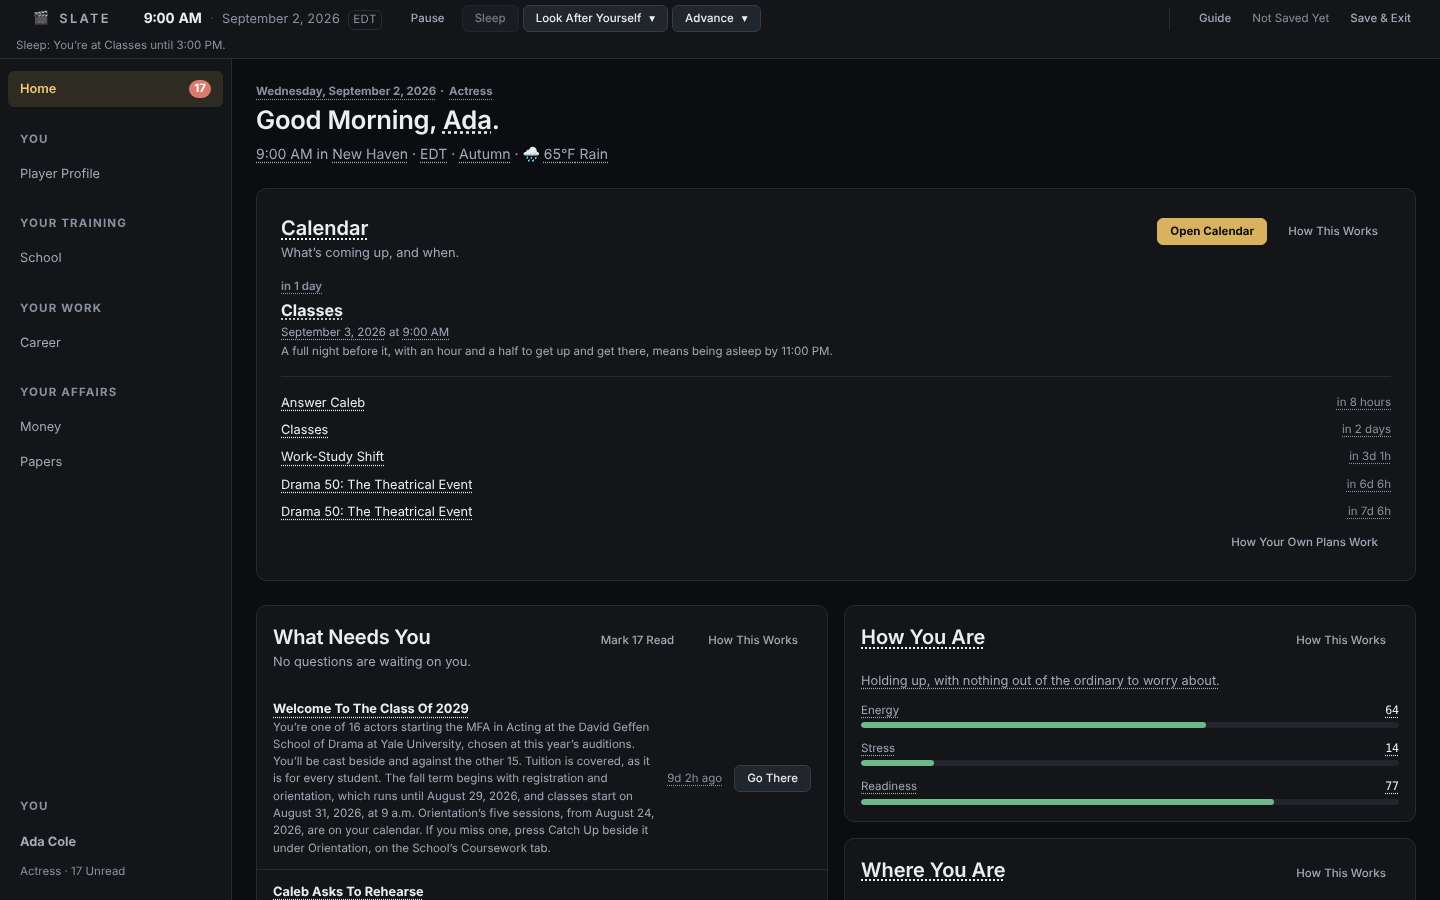 SLATE
9:00 AM · September 2, 2026 EDT
Pause
Sleep
Look After Yourself ▾
Advance ▾
Guide
Not Saved Yet
Save & Exit
Sleep: You're at Classes until 3:00 PM.
Home
17
YOU
Player Profile
YOUR TRAINING
School
YOUR WORK
Career
YOUR AFFAIRS
Money
Papers
YOU
Ada Cole
Actress · 17 Unread
Wednesday, September 2, 2026 · Actress
Good Morning, Ada.
9:00 AM in New Haven · EDT · Autumn · 65°F Rain
Calendar
What's coming up, and when.
Open Calendar
How This Works
in 1 day
Classes
September 3, 2026 at 9:00 AM
A full night before it, with an hour and a half to get up and get there, means being asleep by 11:00 PM.
Answer Caleb
in 8 hours
Classes
in 2 days
Work-Study Shift
in 3d 1h
Drama 50: The Theatrical Event
in 6d 6h
Drama 50: The Theatrical Event
in 7d 6h
How Your Own Plans Work
What Needs You
Mark 17 Read
How This Works
No questions are waiting on you.
Welcome To The Class Of 2029
You're one of 16 actors starting the MFA in Acting at the David Geffen
School of Drama at Yale University, chosen at this year's auditions.
You'll be cast beside and against the other 15. Tuition is covered, as it
is for every student. The fall term begins with registration and
orientation, which runs until August 29, 2026, and classes start on
August 31, 2026, at 9 a.m. Orientation's five sessions, from August 24,
2026, are on your calendar. If you miss one, press Catch Up beside it
under Orientation, on the School's Coursework tab.
9d 2h ago
Go There
Caleb Asks To Rehearse
How You Are
How This Works
Holding up, with nothing out of the ordinary to worry about.
Energy
64
Stress
14
Readiness
77
Where You Are
How This Works